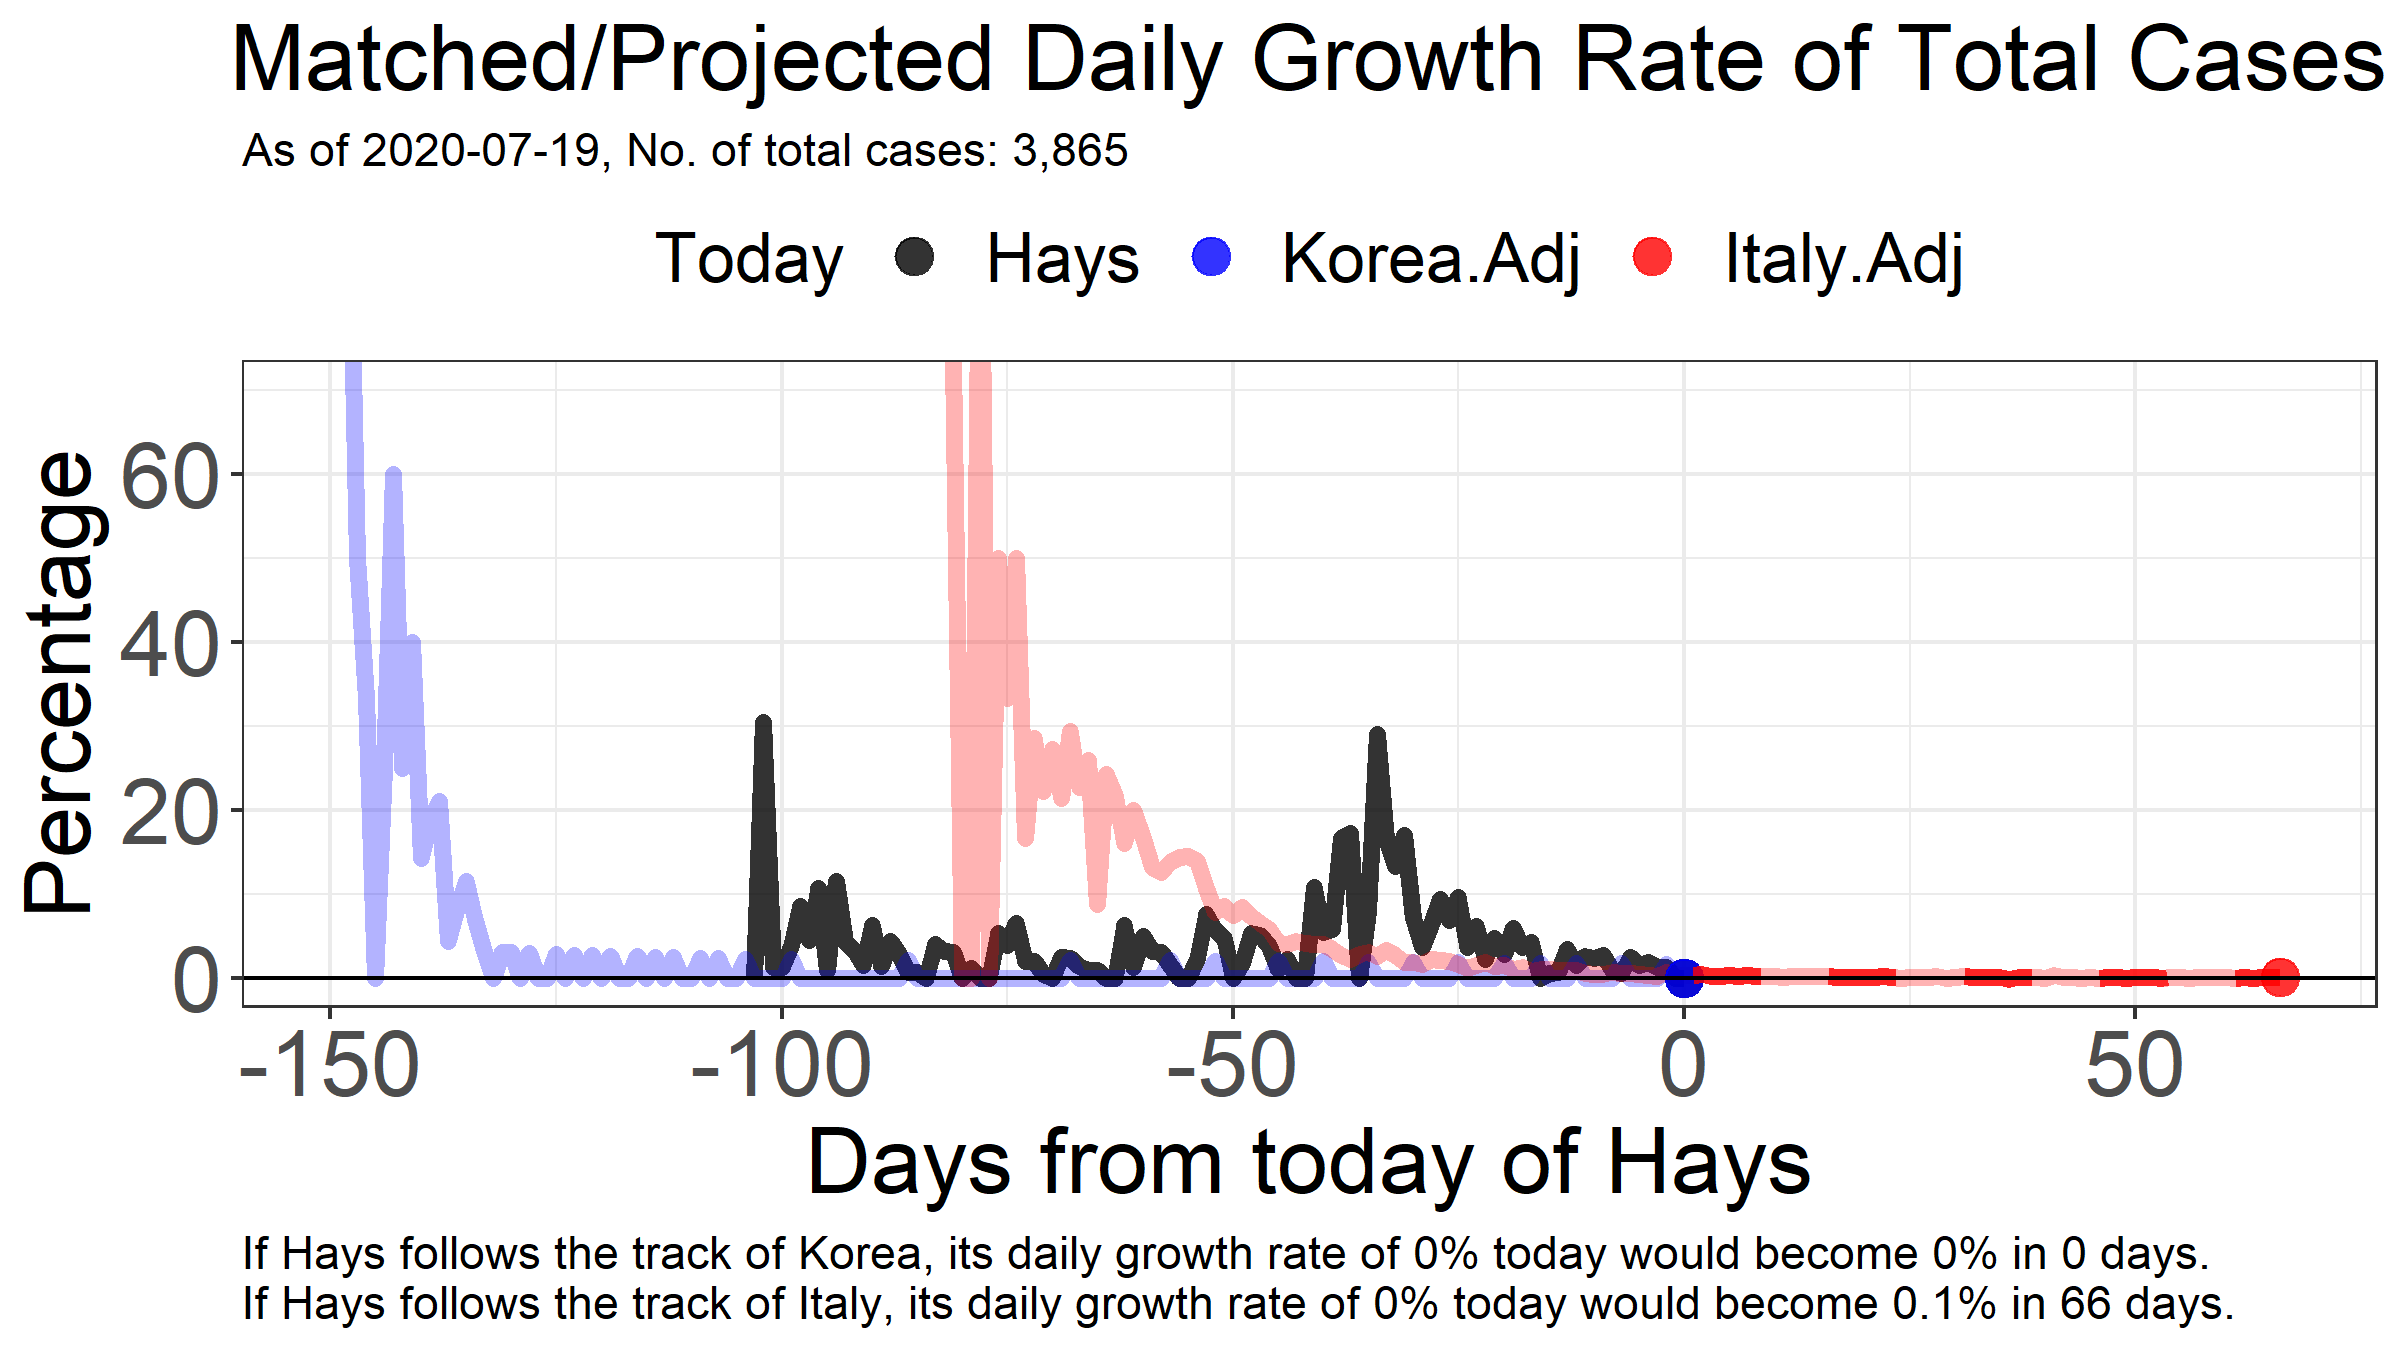 Matched/Projected Daily Growth Rate of Total Cases
As of 2020-07-19, No. of total cases: 3,865
Today Hays Korea.Adj Italy.Adj
Percentage
60
40
20
0
-150 -100 -50 0 50
Days from today of Hays
If Hays follows the track of Korea, its daily growth rate of 0% today would become 0% in 0 days.
If Hays follows the track of Italy, its daily growth rate of 0% today would become 0.1% in 66 days.